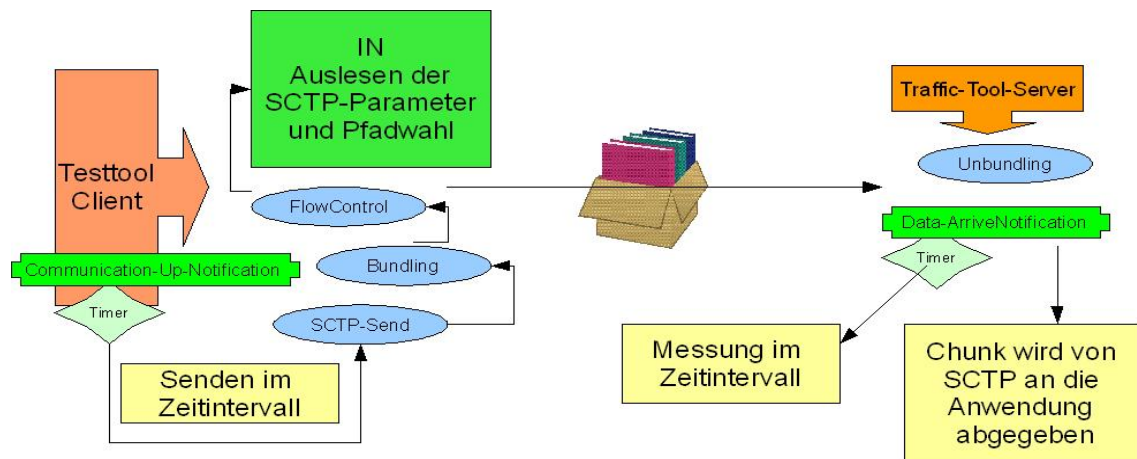 IN
Auslesen der
SCTP-Parameter
und Pfadwahl
Testtool
Client
FlowControl
Communication-Up-Notification
Bundling
Timer
SCTP-Send
Senden im
Zeitintervall
Traffic-Tool-Server
Unbundling
Data-ArriveNotification
Timer
Messung im
Zeitintervall
Chunk wird von
SCTP an die
Anwendung
abgegeben